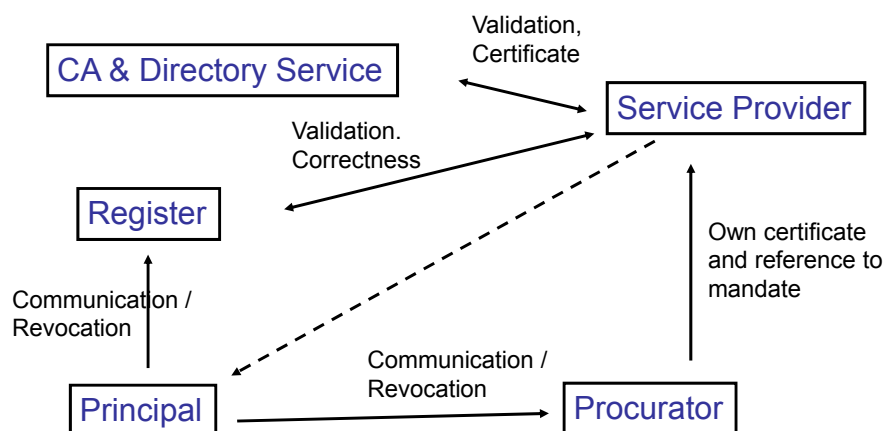 Validation,
Certificate
CA & Directory Service
Service Provider
Validation.
Correctness
Register
Own certificate
and reference to
mandate
Communication /
Revocation
Communication /
Revocation
Principal
Procurator